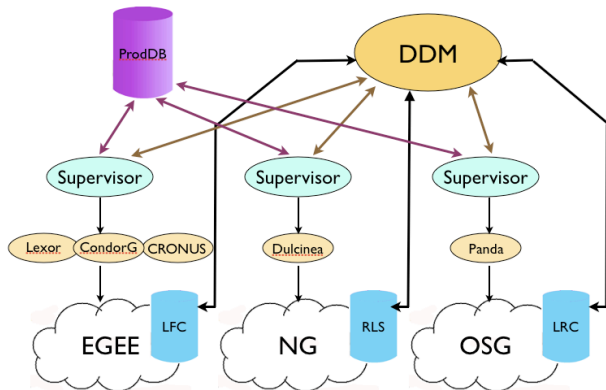 ProdDB
DDM
Supervisor
Supervisor
Supervisor
Lexor
CondorG
CRONUS
Dulcinea
Panda
EGEE
LFC
NG
RLS
OSG
LRC